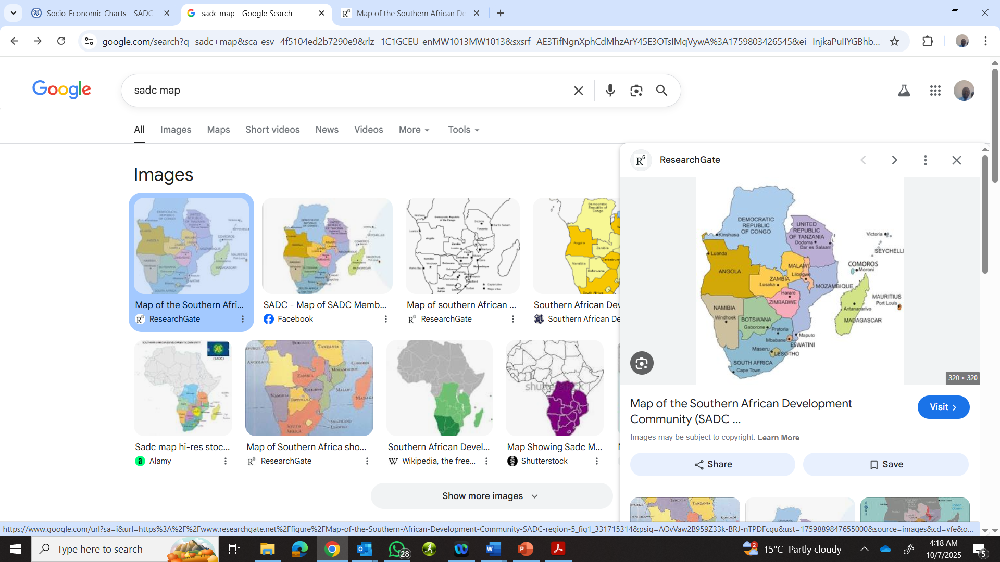 Socio-Economic Charts - SADC
sadc map - Google Search
Map of the Southern African De
google.com/search?q=sadc+map&sca_esv=4f5104ed2b7290e9&rlz=1C1GCEU_enMW1013MW1013&sxsrf=AE3TifNgnXphCdMhzArY45E3OTsIMqVywA%3A1759803426545&ei=InjkaPuIIYGBhb...
Google
sadc map
All
Images
Maps
Short videos
News
Videos
More
Tools
Images
Map of the Southern Afri...
ResearchGate
SADC - Map of SADC Memb...
Facebook
Map of southern African ...
ResearchGate
Southern African Dev
Southern African De
Sadc map hi-res stoc...
Alamy
Map of Southern Africa sho...
ResearchGate
Southern African Devel...
Wikipedia, the free...
Map Showing Sadc M...
Shutterstock
Show more images
ResearchGate
DEMOCRATIC
REPUBLIC
OF CONGO
Kinshasa
UNITED
REPUBLIC
OF TANZANIA
Dodoma
Dar es Salaam
Victoria
SEYCHELL
Luanda
ANGOLA
MALAWI
Lilongwe
COMOROS
Moroni
ZAMBIA
Lusaka
MOZAMBIQUE
Harare
ZIMBABWE
MAURITIUS
Port Louis
NAMIBIA
Windhoek
BOTSWANA
Gaborone
Antananarivo
MADAGASCAR
Pretoria
Maputo
Mbabane
ESWATINI
Maseru
LESOTHO
SOUTH AFRICA
Cape Town
320 × 320
Map of the Southern African Development
Community (SADC ...
Visit
Images may be subject to copyright. Learn More
Share
Save
https://www.google.com/url?sa=i&url=https%3A%2F%2Fwww.researchgate.net%2Ffigure%2FMap-of-the-Southern-African-Development-Community-SADC-region-5_fig1_331715314&psig=AOvVaw2B959Z33k-BRJ-nTPDFcgu&ust=1759889847655000&source=images&cd=vfe&o...
Type here to search
28
2
15°C Partly cloudy
4:18 AM
10/7/2025
5